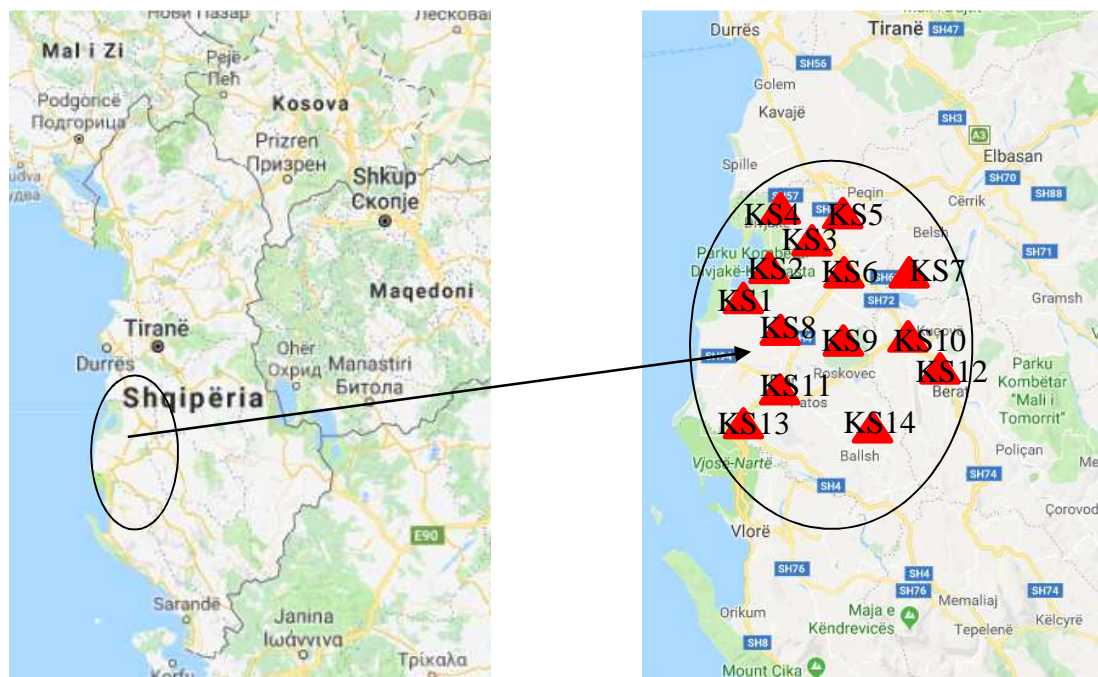 Нови Пазар
Лесковац
Mal i Zi
Pejë
Пећ
Kosova
Podgoricë
Подгорица
Prizren
Призрен
Shkup
Скопје
Maqedoni
Tiranë
Durrës
Ohër
Охрид
Manastiri
Битола
Shqipëria
E90
Sarandë
Janina
Ιωάννινα
Τρίκαλα
Durrës
Tiranë
SH47
SH56
Golem
Kavajë
SH3
A3
Elbasan
Spille
SH70
SH57
Peqin
SH88
Cërrik
KS4
KS5
KS3
Belsh
SH71
Parku Kombëtar
KS2
KS6
KS7
Gramsh
KS1
SH72
KS8
KS9
KS10
SH94
Roskovec
KS12
Parku
Kombëtar
"Mali i
Tomorrit"
KS11
Patos
Berat
KS13
KS14
Poliçan
Vjosë-Nartë
Ballsh
SH74
SH4
Çorovod
Vlorë
SH76
SH4
SH76
SH74
Memaliaj
Orikum
Maja e
Këndrevicës
Këlcyrë
Tepelenë
SH8
Mount Cika